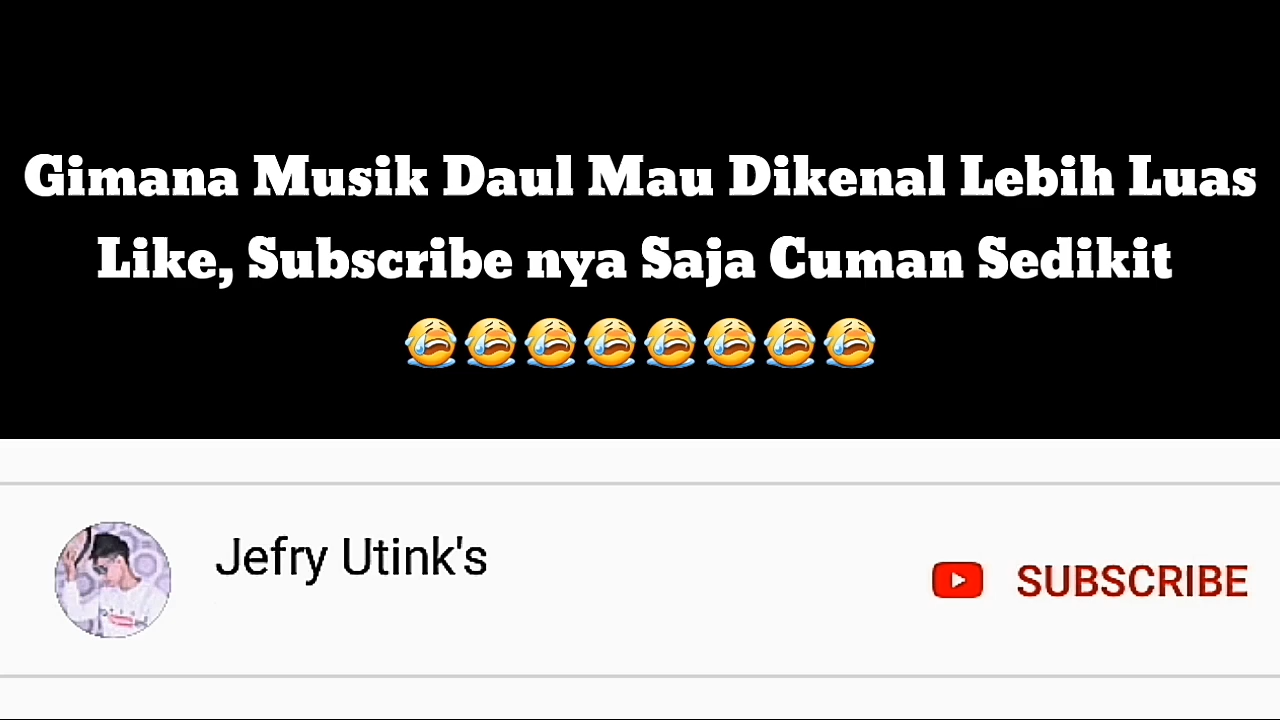 Gimana Musik Daul Mau Dikenal Lebih Luas
Like, Subscribe nya Saja Cuman Sedikit
😭😭😭😭😭😭😭😭
Jefry Utink's
SUBSCRIBE